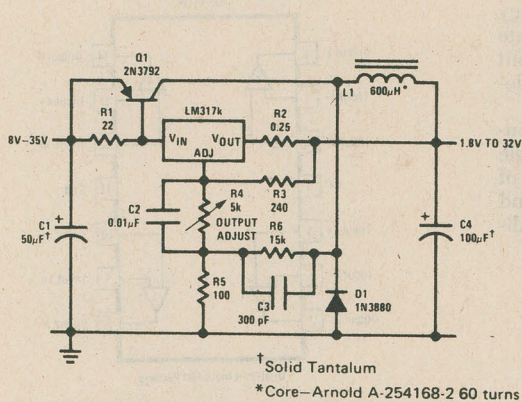 Q1
2N3792
L1
600μH*
R1
22
LM317k
R2
0.25
8V–35V
VIN
VOUT
1.8V TO 32V
ADJ
R3
240
R4
5k
C2
0.01μF
OUTPUT
ADJUST
R6
15k
C1
+
50μF†
+
C4
100μF†
R5
100
C3
300 pF
D1
1N3880
†Solid Tantalum
*Core—Arnold A-254168-2 60 turns